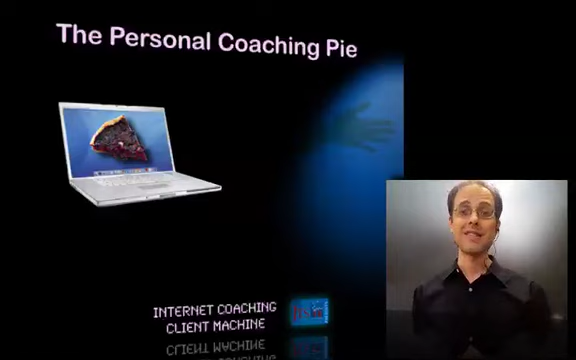 The Personal Coaching Pie
INTERNET COACHING
CLIENT MACHINE